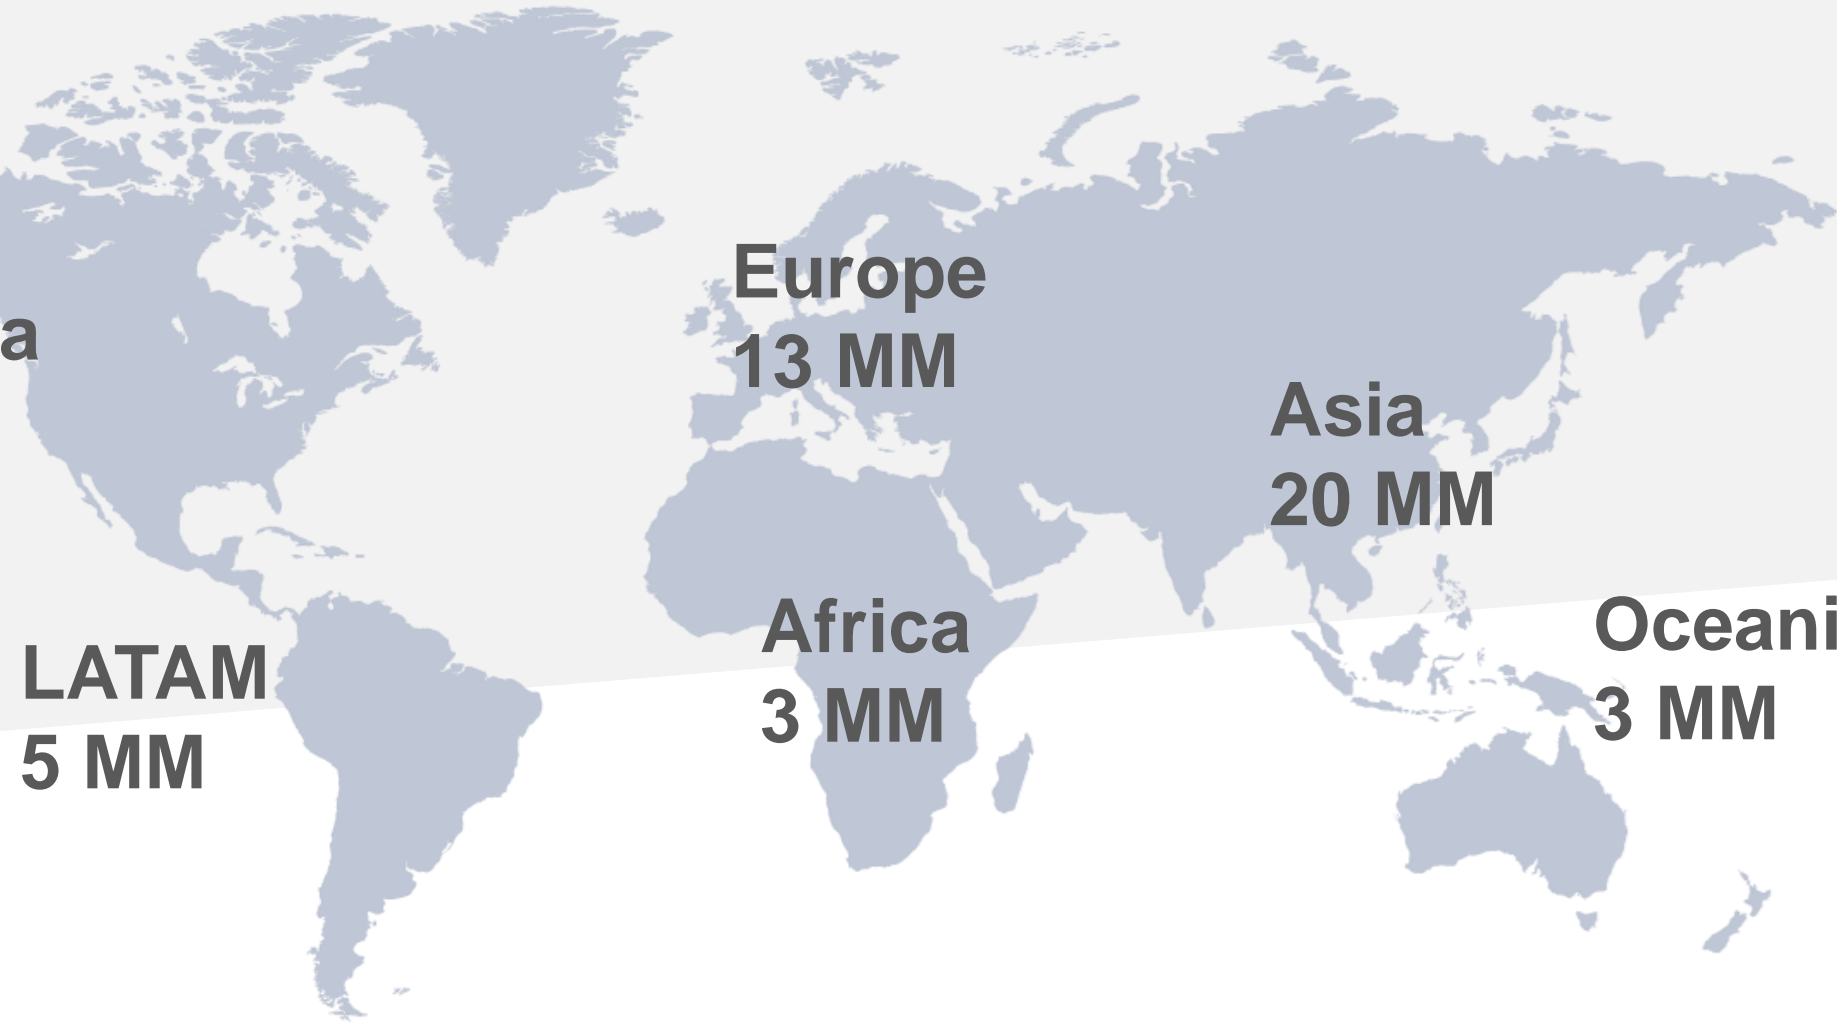 a
Europe
13 MM
Asia
20 MM
Africa
3 MM
Oceani
3 MM
LATAM
5 MM